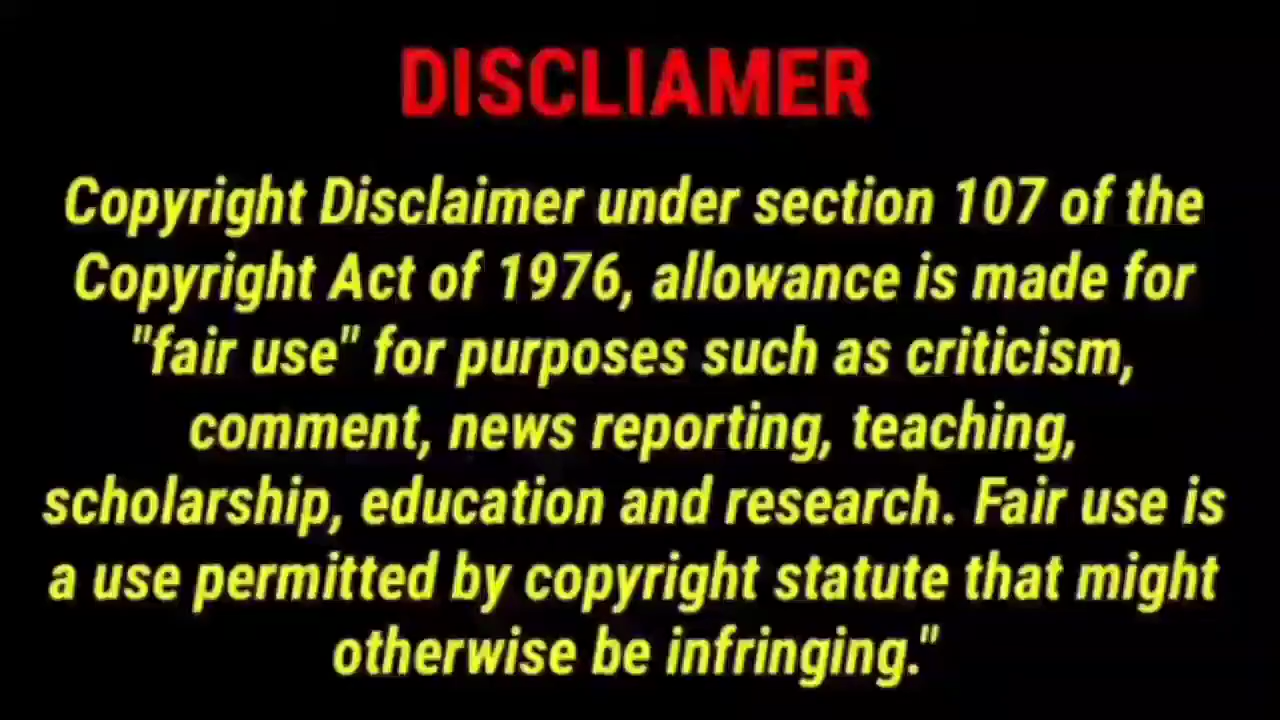 DISCLIAMER
Copyright Disclaimer under section 107 of the
Copyright Act of 1976, allowance is made for
"fair use" for purposes such as criticism,
comment, news reporting, teaching,
scholarship, education and research. Fair use is
a use permitted by copyright statute that might
otherwise be infringing."